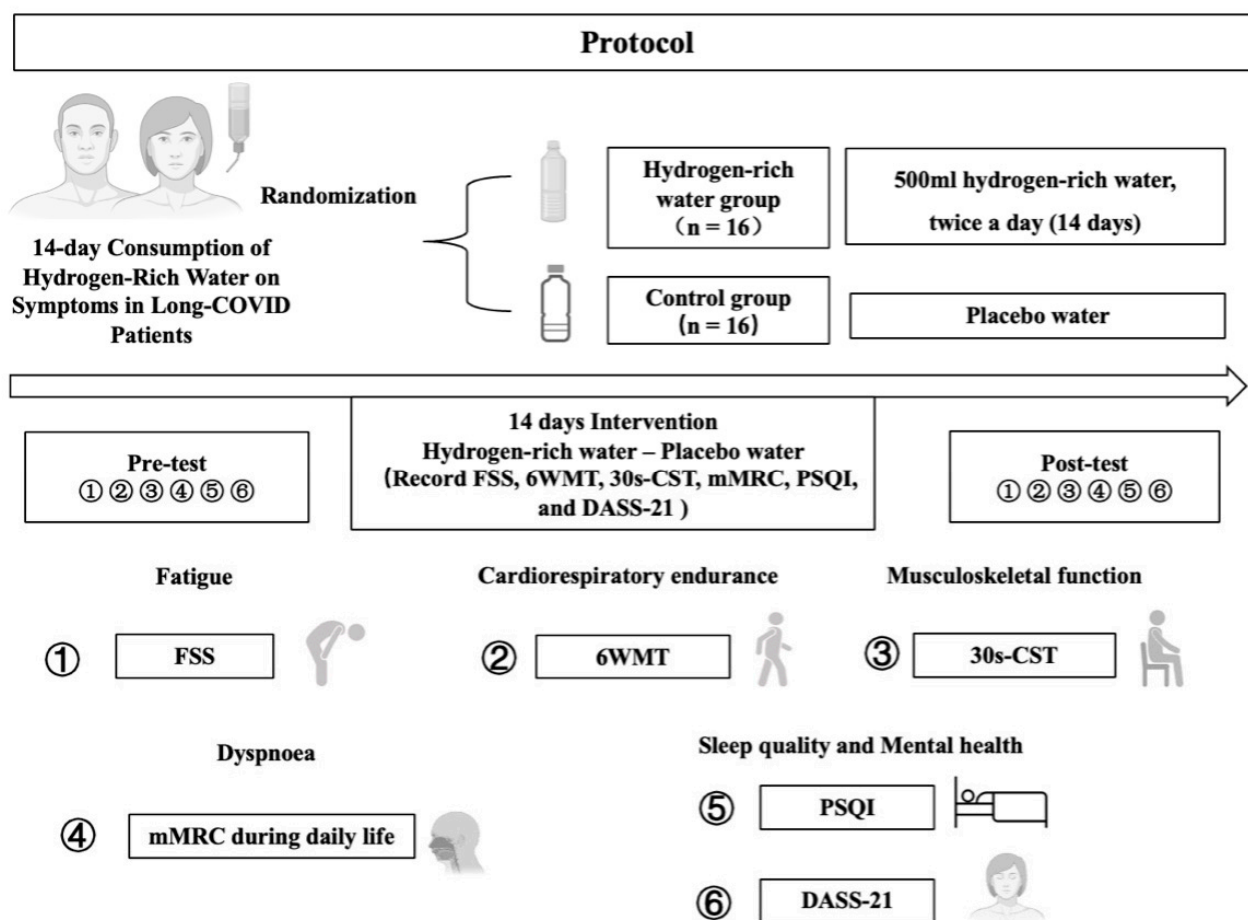 Protocol
Randomization
14-day Consumption of
Hydrogen-Rich Water on
Symptoms in Long-COVID
Patients
Hydrogen-rich
water group
（n = 16）
500ml hydrogen-rich water,
twice a day (14 days)
Control group
(n = 16)
Placebo water
Pre-test
①②③④⑤⑥
14 days Intervention
Hydrogen-rich water – Placebo water
(Record FSS, 6WMT, 30s-CST, mMRC, PSQI,
and DASS-21 )
Post-test
①②③④⑤⑥
Fatigue
① FSS
Cardiorespiratory endurance
② 6WMT
Musculoskeletal function
③ 30s-CST
Dyspnoea
④ mMRC during daily life
Sleep quality and Mental health
⑤ PSQI
⑥ DASS-21